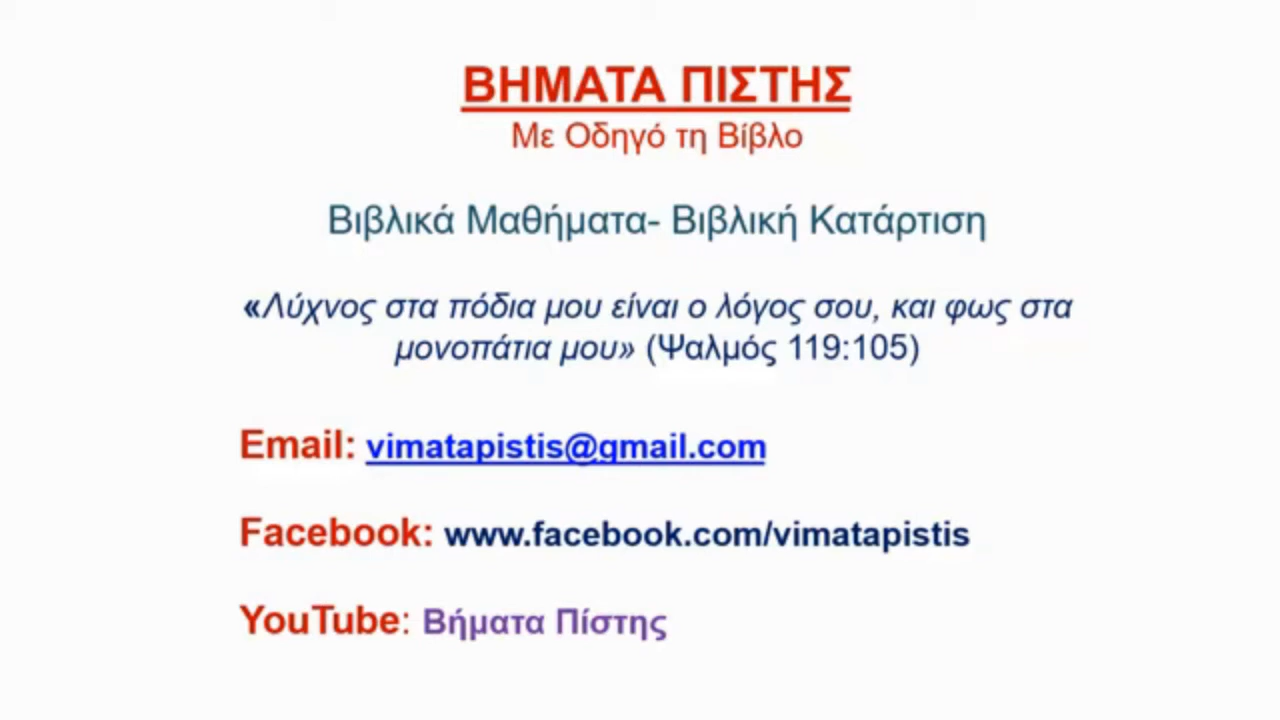 ΒΗΜΑΤΑ ΠΙΣΤΗΣ
Με Οδηγό τη Βίβλο
Βιβλικά Μαθήματα- Βιβλική Κατάρτιση
«Λύχνος στα πόδια μου είναι ο λόγος σου, και φως στα
μονοπάτια μου» (Ψαλμός 119:105)
Email: vimatapistis@gmail.com
Facebook: www.facebook.com/vimatapistis
YouTube: Βήματα Πίστης